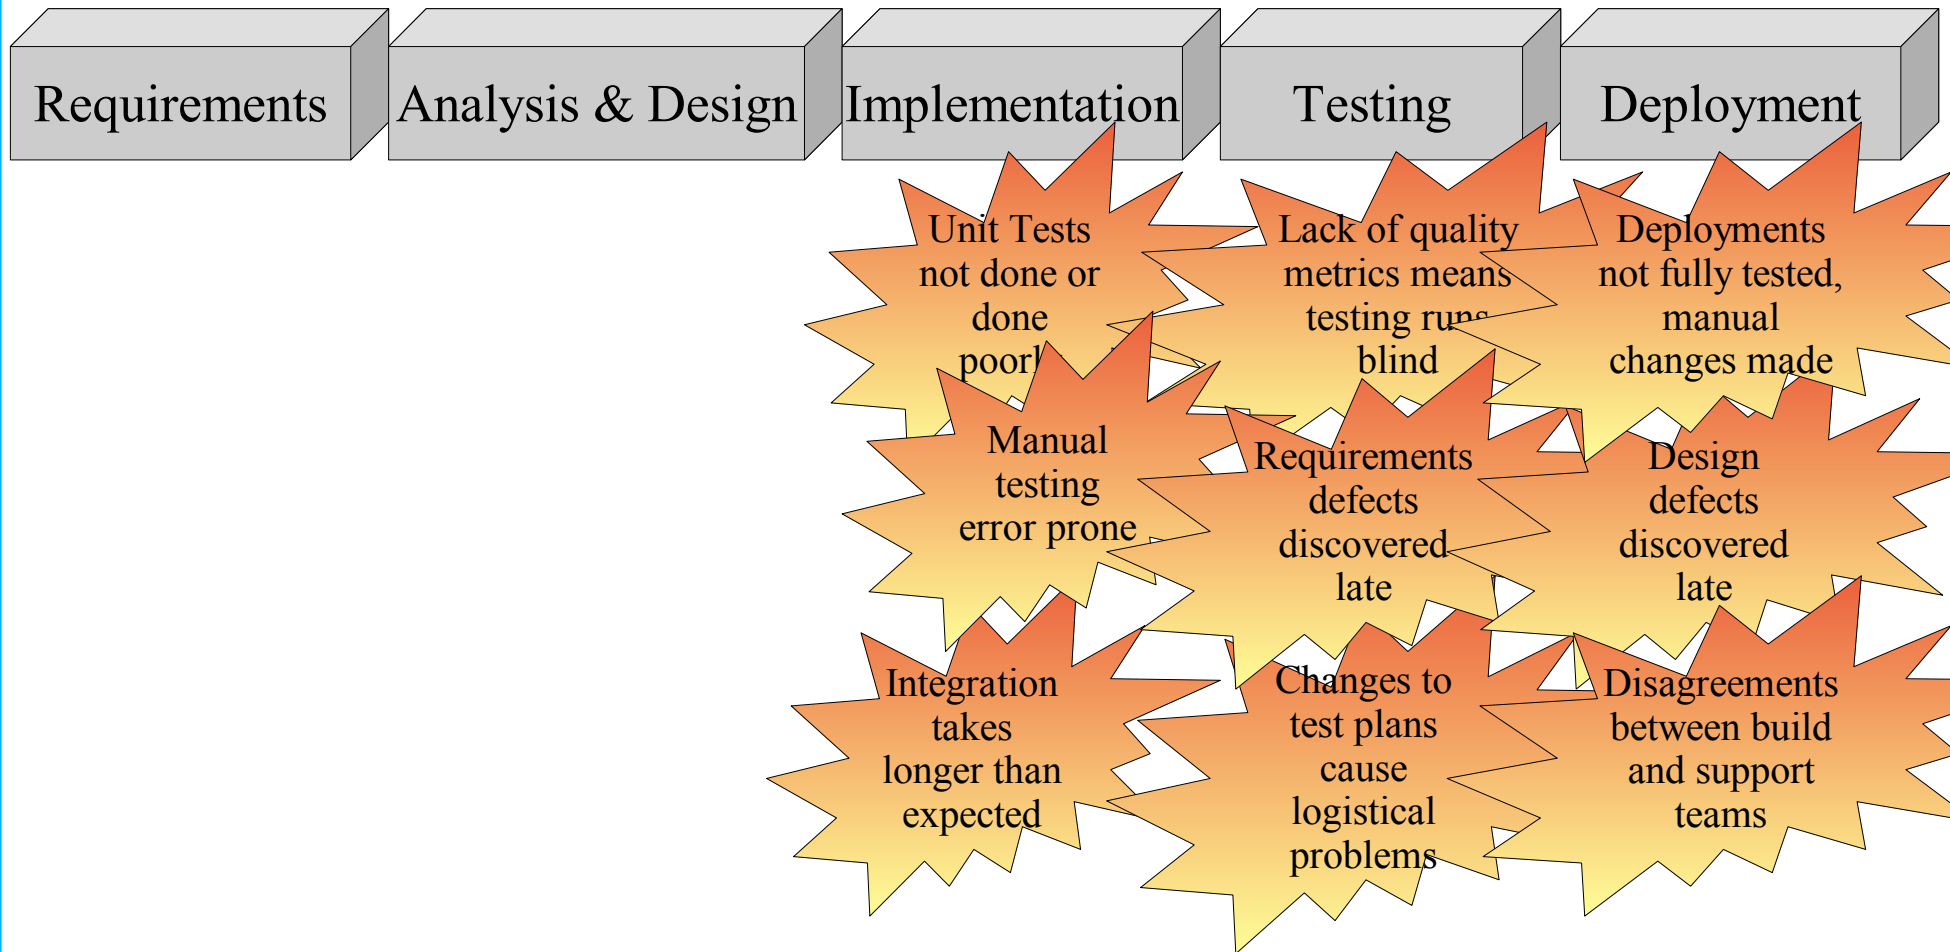 Requirements
Analysis & Design
Implementation
Testing
Deployment
Unit Tests
not done or
done
Lack of quality
metrics means
testing runs
blind
Deployments
not fully tested,
manual
changes made
Manual
testing
error prone
Requirements
defects
discovered
late
Design
defects
discovered
late
Integration
takes
longer than
expected
Changes to
test plans
cause
logistical
problems
Disagreements
between build
and support
teams